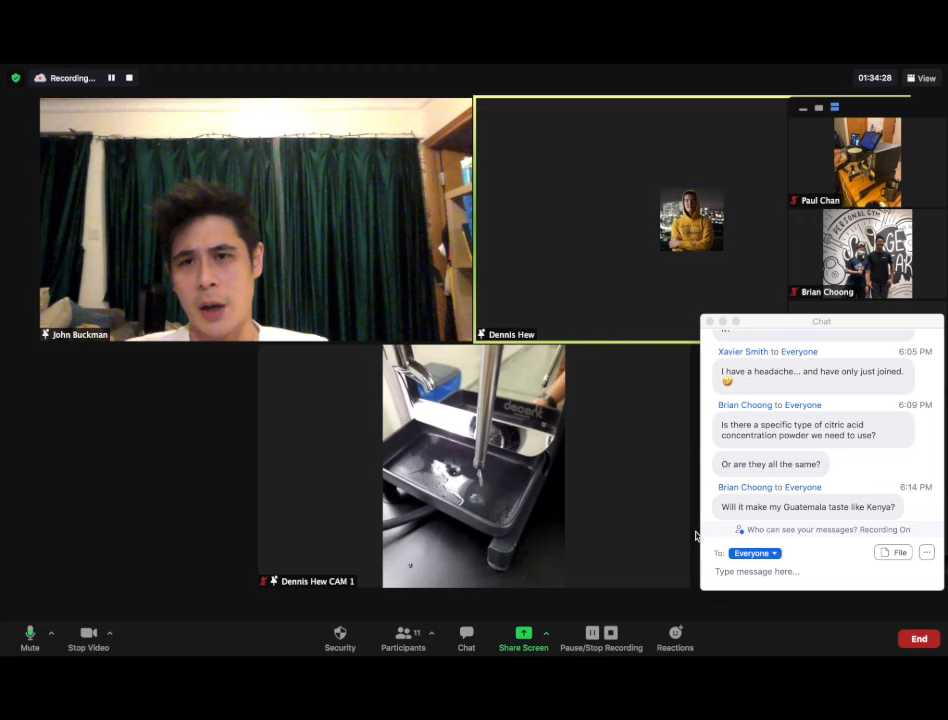 Recording...
01:34:28
View
John Buckman
Dennis Hew
Paul Chan
PERSONAL GYM
Brian Choong
Chat
Xavier Smith to Everyone 6:05 PM
I have a headache... and have only just joined.
🤣
Brian Choong to Everyone 6:09 PM
Is there a specific type of citric acid
concentration powder we need to use?
Or are they all the same?
Brian Choong to Everyone 6:14 PM
Will it make my Guatemala taste like Kenya?
Who can see your messages? Recording On
To: Everyone
File
Type message here...
decent
Dennis Hew CAM 1
Mute
Stop Video
Security
Participants 11
Chat
Share Screen
Pause/Stop Recording
Reactions
End